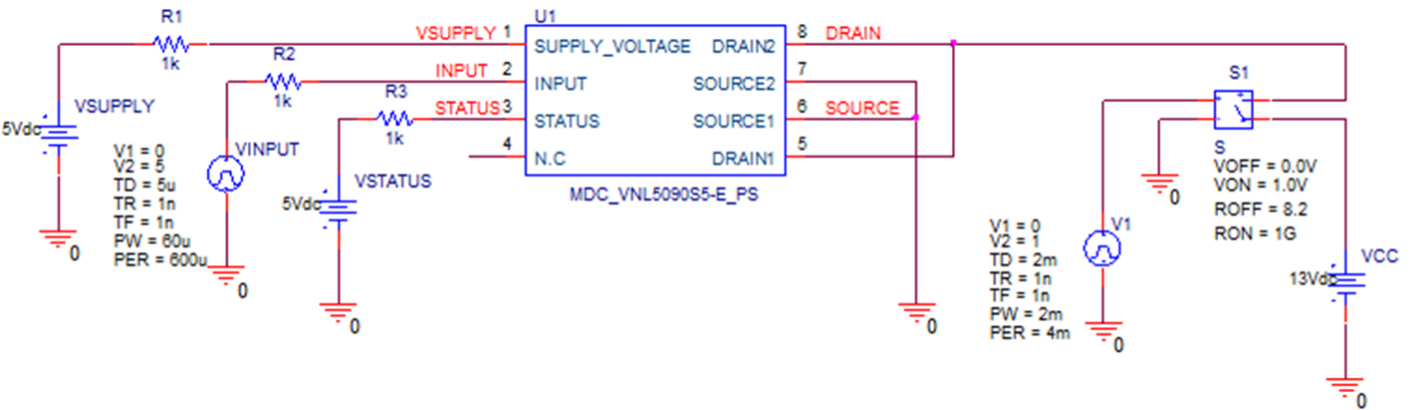 R1
1k
VSUPPLY
5Vdc
R2
1k
VINPUT
V1 = 0
V2 = 5
TD = 5u
TR = 1n
TF = 1n
PW = 60u
PER = 600u
R3
1k
VSTATUS
5Vdc
0
0
0
U1
VSUPPLY 1 SUPPLY_VOLTAGE DRAIN2 8 DRAIN
INPUT 2 INPUT SOURCE2 7
STATUS 3 STATUS SOURCE1 6 SOURCE
4 N.C DRAIN1 5
MDC_VNL5090S5-E_PS
0
S1
S
VOFF = 0.0V
VON = 1.0V
ROFF = 8.2
RON = 1G
0
V1
V1 = 0
V2 = 1
TD = 2m
TR = 1n
TF = 1n
PW = 2m
PER = 4m
0
VCC
13Vdc
0